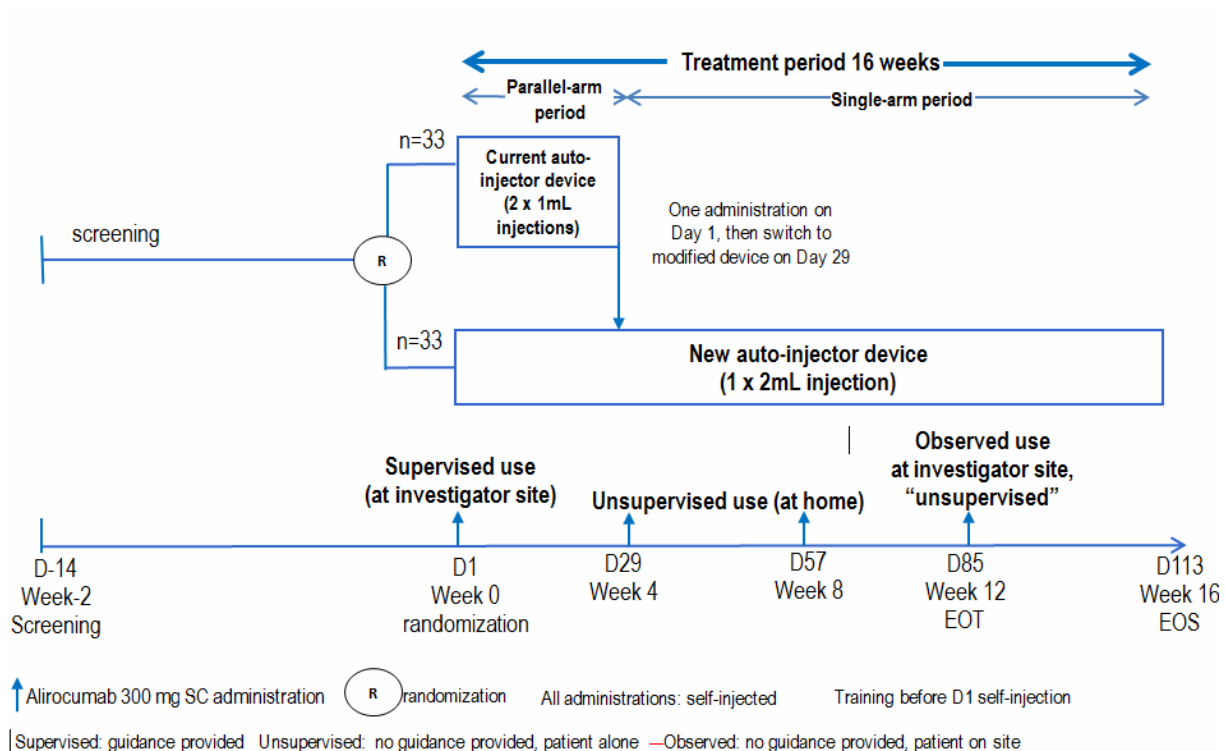 Treatment period 16 weeks
Parallel-arm
period
Single-arm period
n=33
Current auto-
injector device
(2 x 1mL
injections)
One administration on
Day 1, then switch to
modified device on Day 29
screening
R
n=33
New auto-injector device
(1 x 2mL injection)
Supervised use
(at investigator site)
Unsupervised use (at home)
Observed use
at investigator site,
“unsupervised”
D-14
Week-2
Screening
D1
Week 0
randomization
D29
Week 4
D57
Week 8
D85
Week 12
EOT
D113
Week 16
EOS
Alirocumab 300 mg SC administration R randomization All administrations: self-injected Training before D1 self-injection
Supervised: guidance provided Unsupervised: no guidance provided, patient alone —Observed: no guidance provided, patient on site